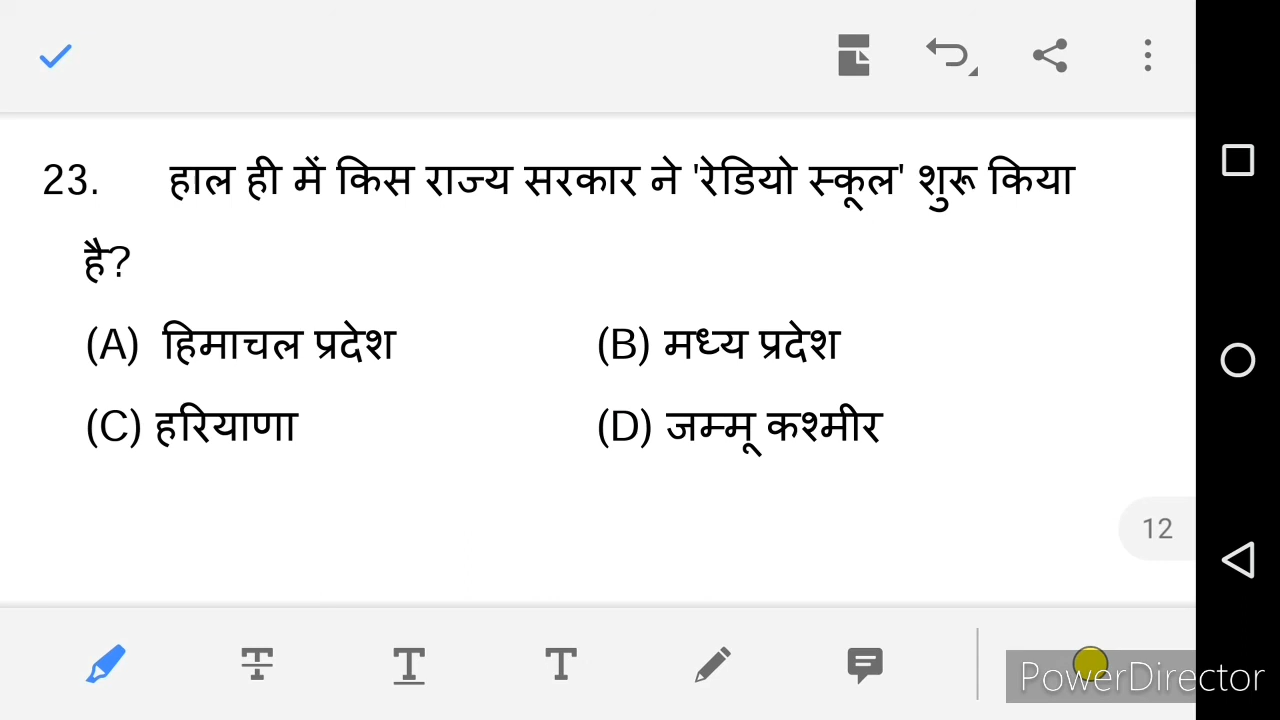 23. हाल ही में किस राज्य सरकार ने 'रेडियो स्कूल' शुरू किया
है?
(A) हिमाचल प्रदेश (B) मध्य प्रदेश
(C) हरियाणा (D) जम्मू कश्मीर
12
T T T
PowerDirector